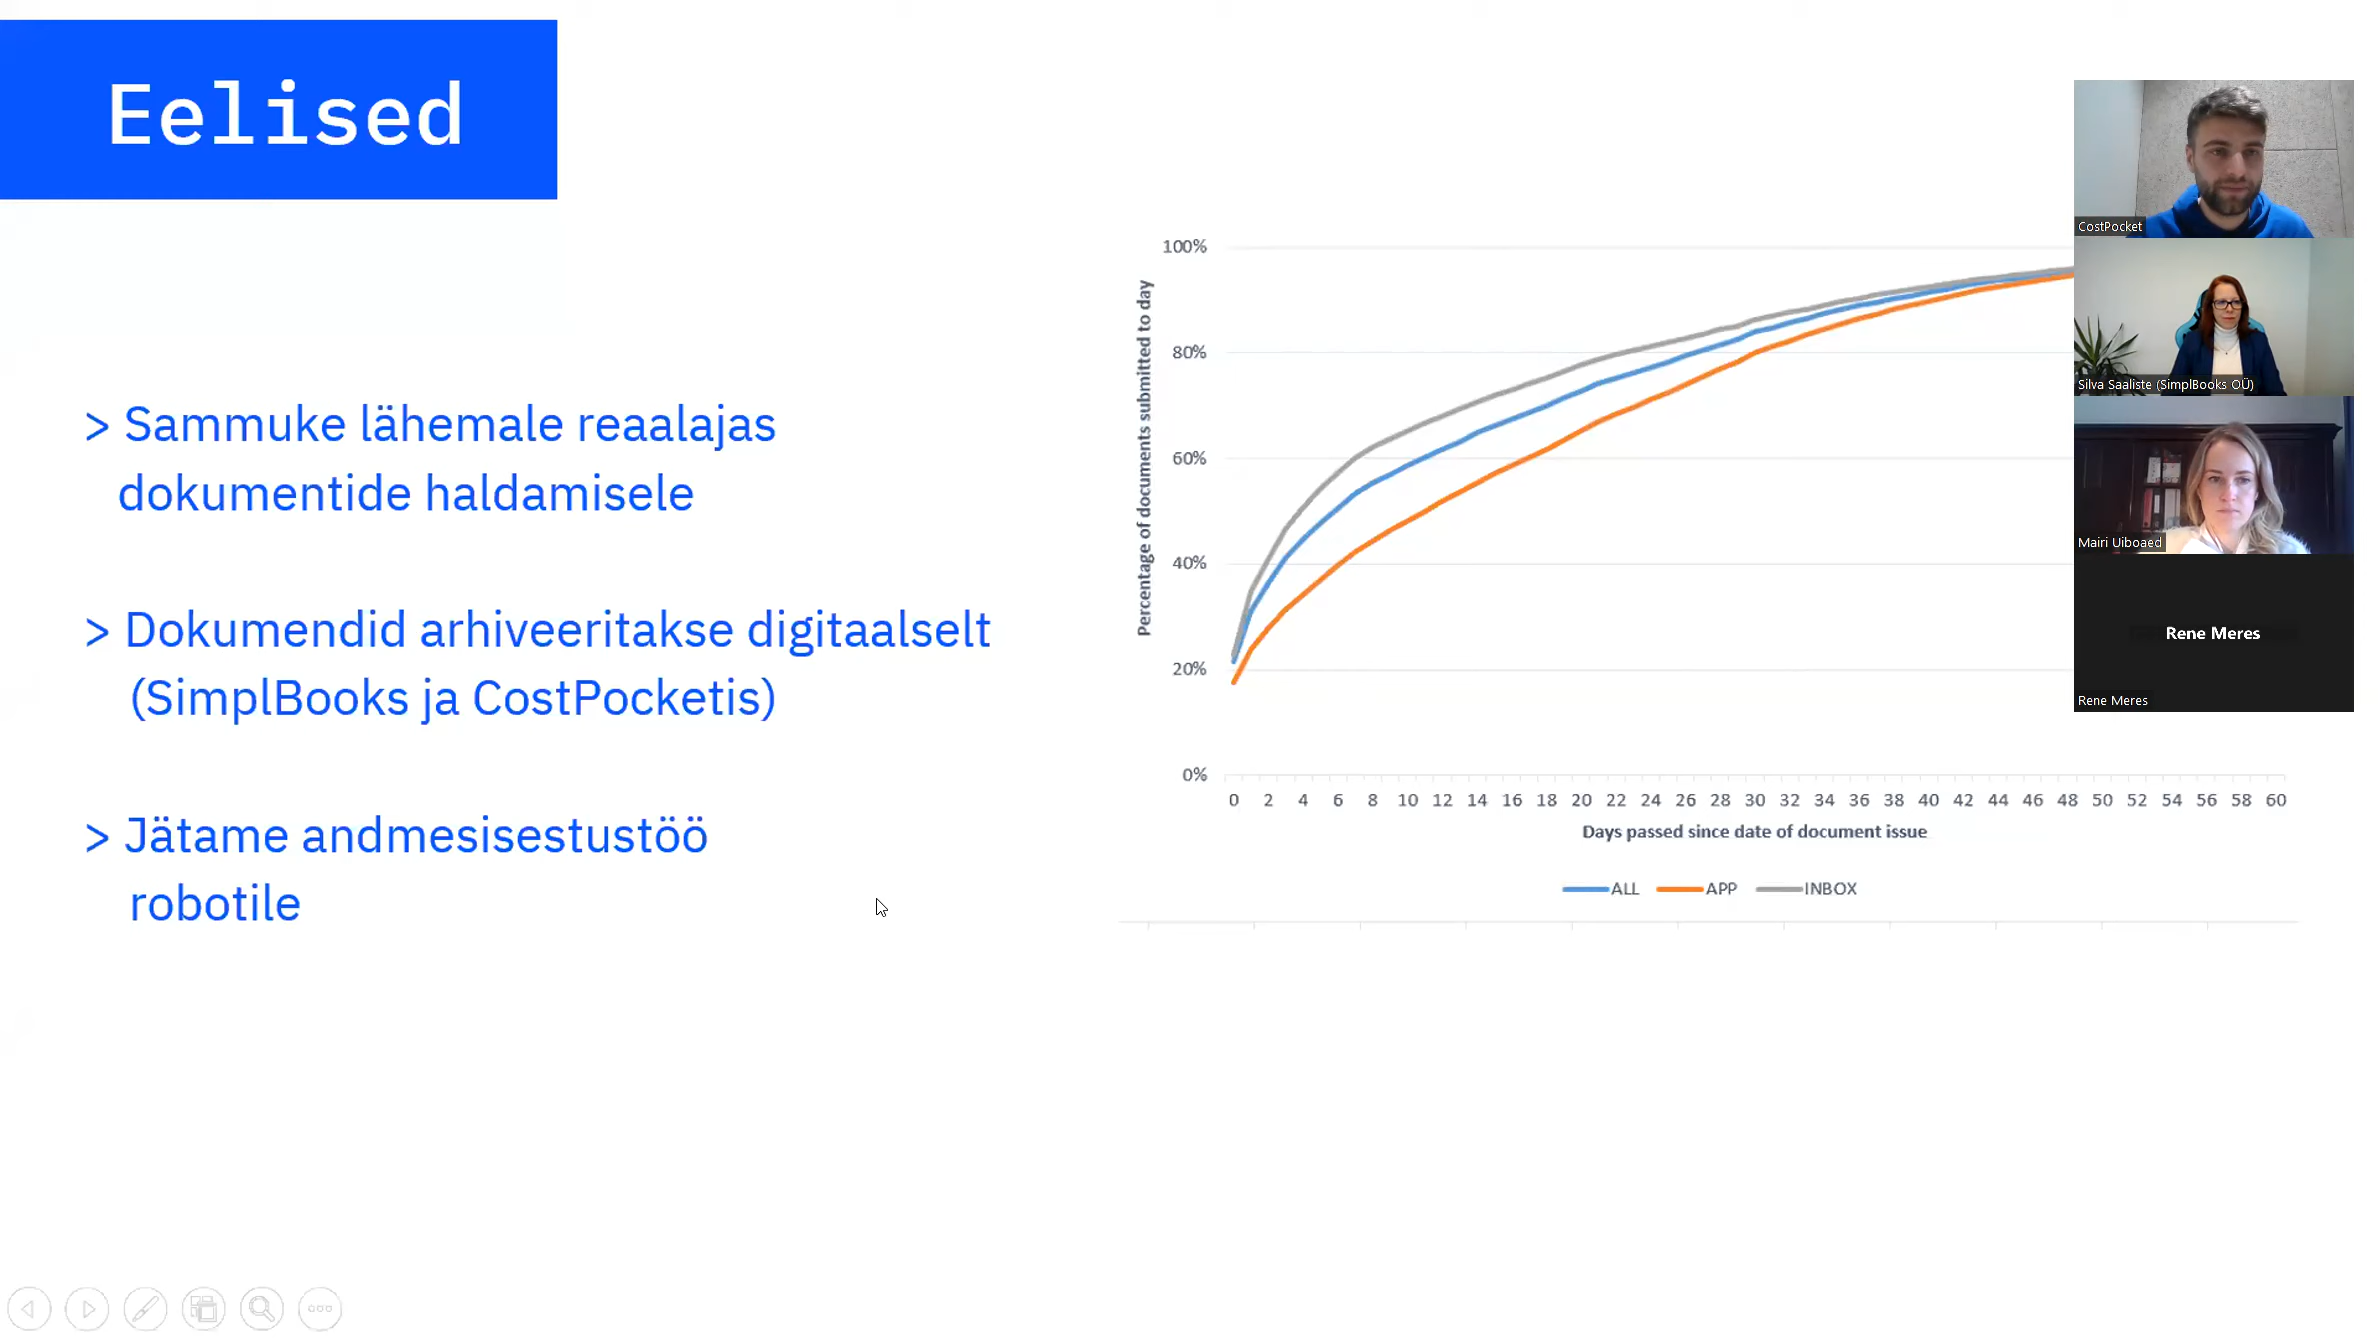 Eelised
> Sammuke lähemale reaalajas
dokumentide haldamisele
> Dokumendid arhiveeritakse digitaalselt
(SimplBooks ja CostPocketis)
> Jätame andmesisestustöö
robotile
Percentage of documents submitted to day
100%
80%
60%
40%
20%
0%
0 2 4 6 8 10 12 14 16 18 20 22 24 26 28 30 32 34 36 38 40 42 44 46 48 50 52 54 56 58 60
Days passed since date of document issue
ALL APP INBOX
CostPocket
Silva Saaliste (SimplBooks OÜ)
Mairi Uiboaed
Rene Meres
Rene Meres